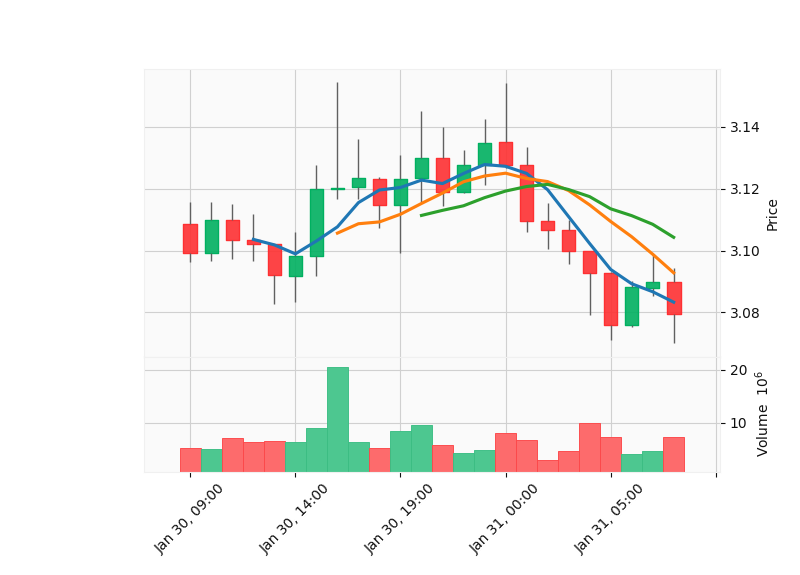 3.14
3.12
3.10
3.08
Price
20
10
Volume 10^6
Jan 30, 09:00
Jan 30, 14:00
Jan 30, 19:00
Jan 31, 00:00
Jan 31, 05:00